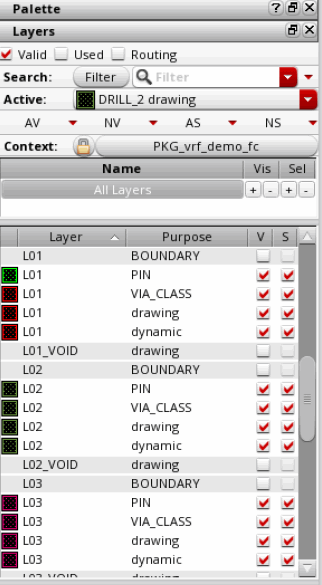 Palette
Layers
Valid Used Routing
Search: Filter Filter
Active: DRILL_2 drawing
AV NV AS NS
Context: PKG_vrf_demo_fc
Name Vis Sel
All Layers + - + -
Layer Purpose V S
L01 BOUNDARY
L01 PIN
L01 VIA_CLASS
L01 drawing
L01 dynamic
L01_VOID drawing
L02 BOUNDARY
L02 PIN
L02 VIA_CLASS
L02 drawing
L02 dynamic
L02_VOID drawing
L03 BOUNDARY
L03 PIN
L03 VIA_CLASS
L03 drawing
L03 dynamic
L03_VOID drawing